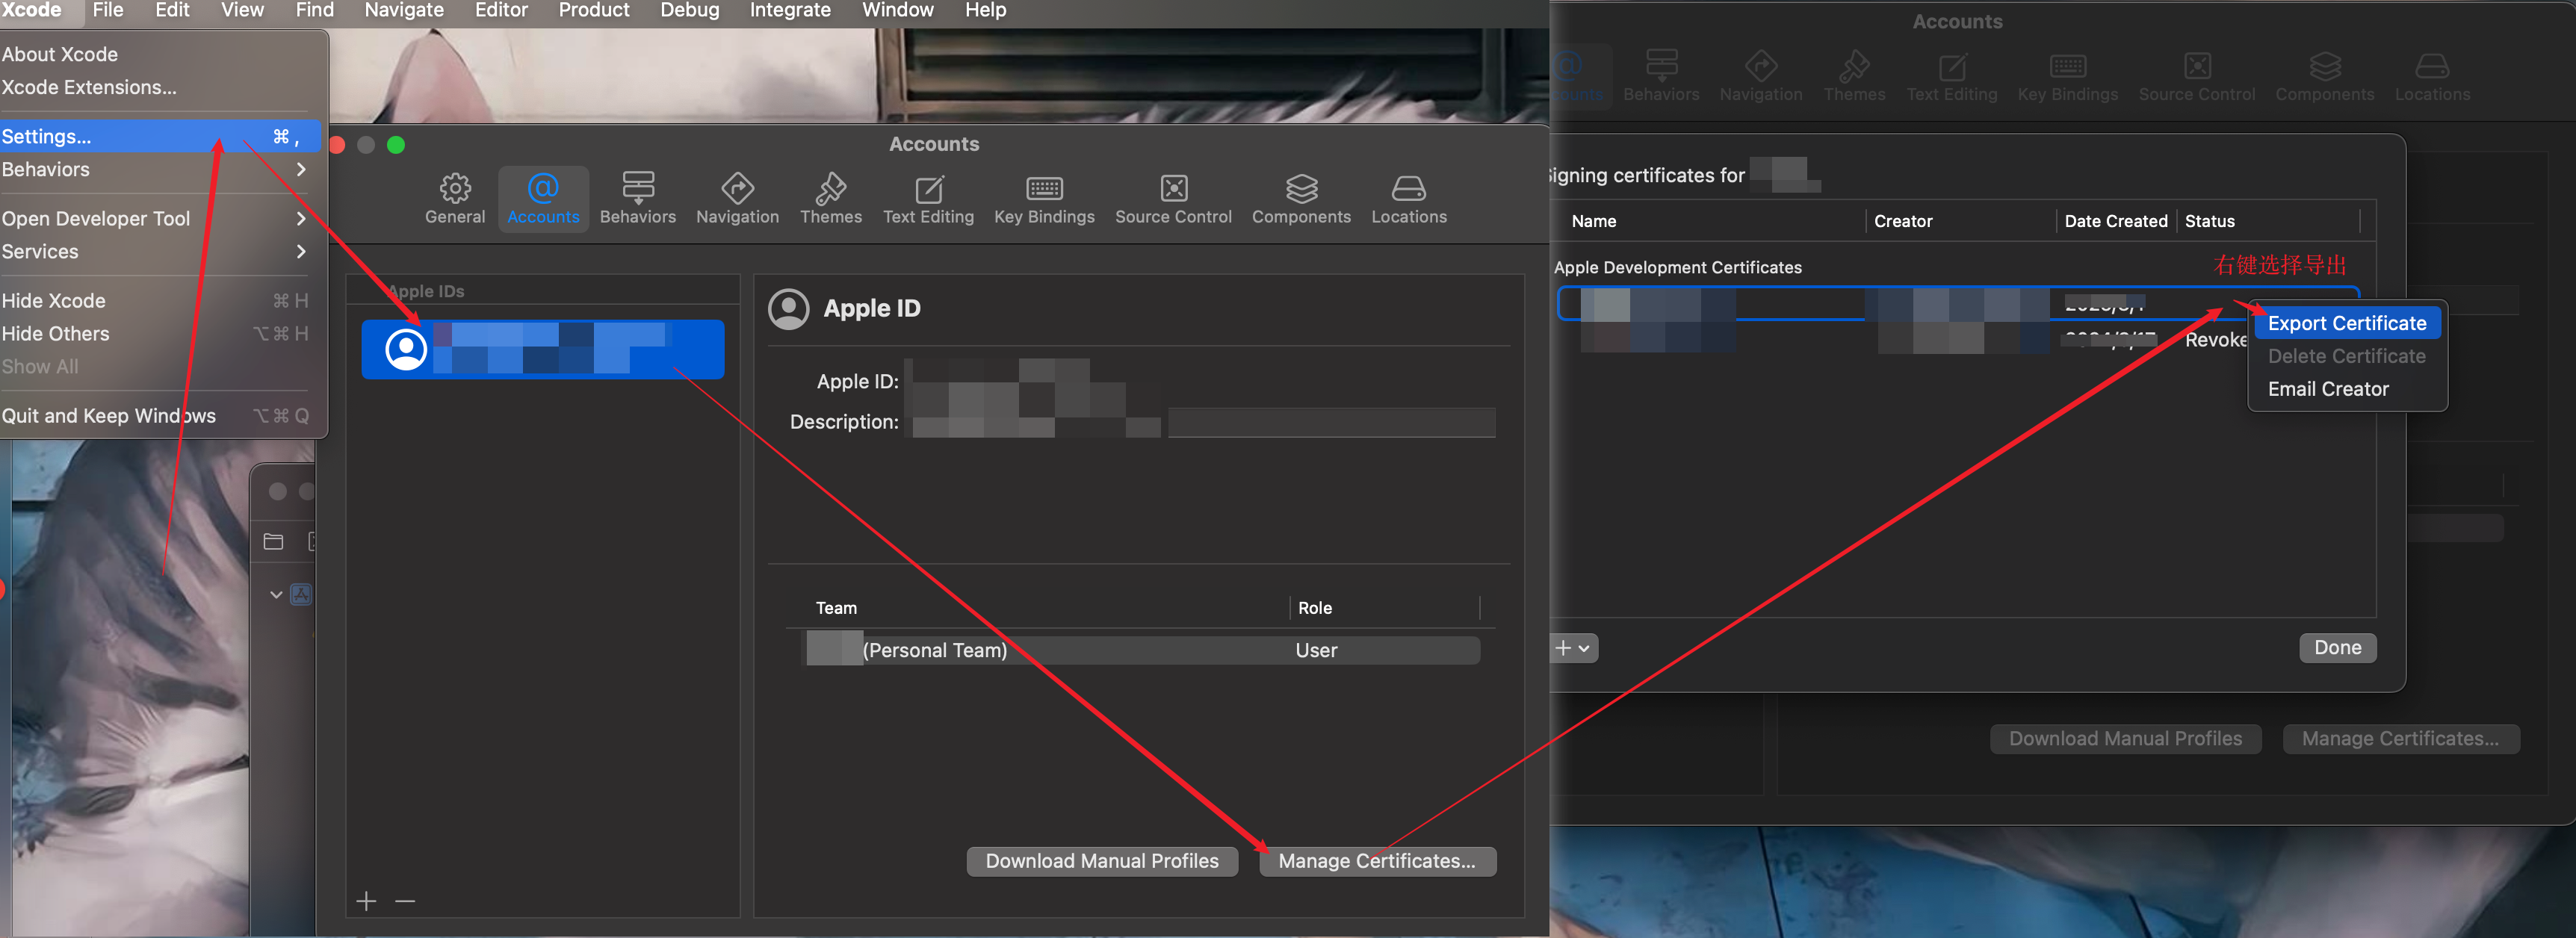 Xcode File Edit View Find Navigate Editor Product Debug Integrate Window Help
About Xcode
Xcode Extensions...
Settings... ⌘ ,
Behaviors
Open Developer Tool
Services
Hide Xcode ⌘ H
Hide Others ⌥ ⌘ H
Show All
Quit and Keep Windows ⌥ ⌘ Q
Accounts
General Accounts Behaviors Navigation Themes Text Editing Key Bindings Source Control Components Locations
Apple IDs
Apple ID
Apple ID:
Description:
Team Role
(Personal Team) User
Download Manual Profiles Manage Certificates...
Accounts
Behaviors Navigation Themes Text Editing Key Bindings Source Control Components Locations
Signing certificates for
Name Creator Date Created Status
Apple Development Certificates
右键选择导出
Revoke
Export Certificate
Delete Certificate
Email Creator
Done
Download Manual Profiles Manage Certificates...